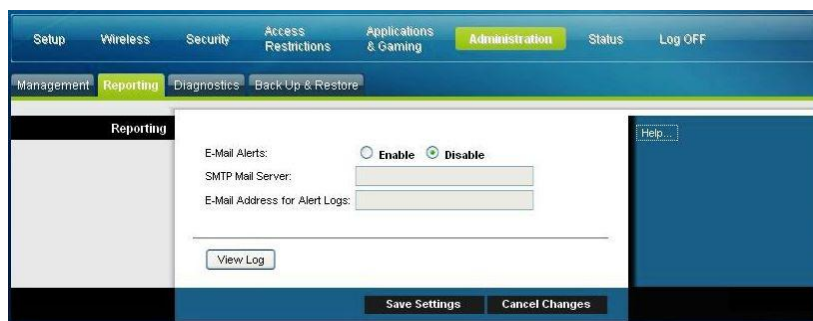 Setup Wireless Security Access Restrictions Applications & Gaming Administration Status Log OFF
Management Reporting Diagnostics Back Up & Restore
Reporting
E-Mail Alerts: Enable Disable
SMTP Mail Server:
E-Mail Address for Alert Logs:
View Log
Help...
Save Settings Cancel Changes